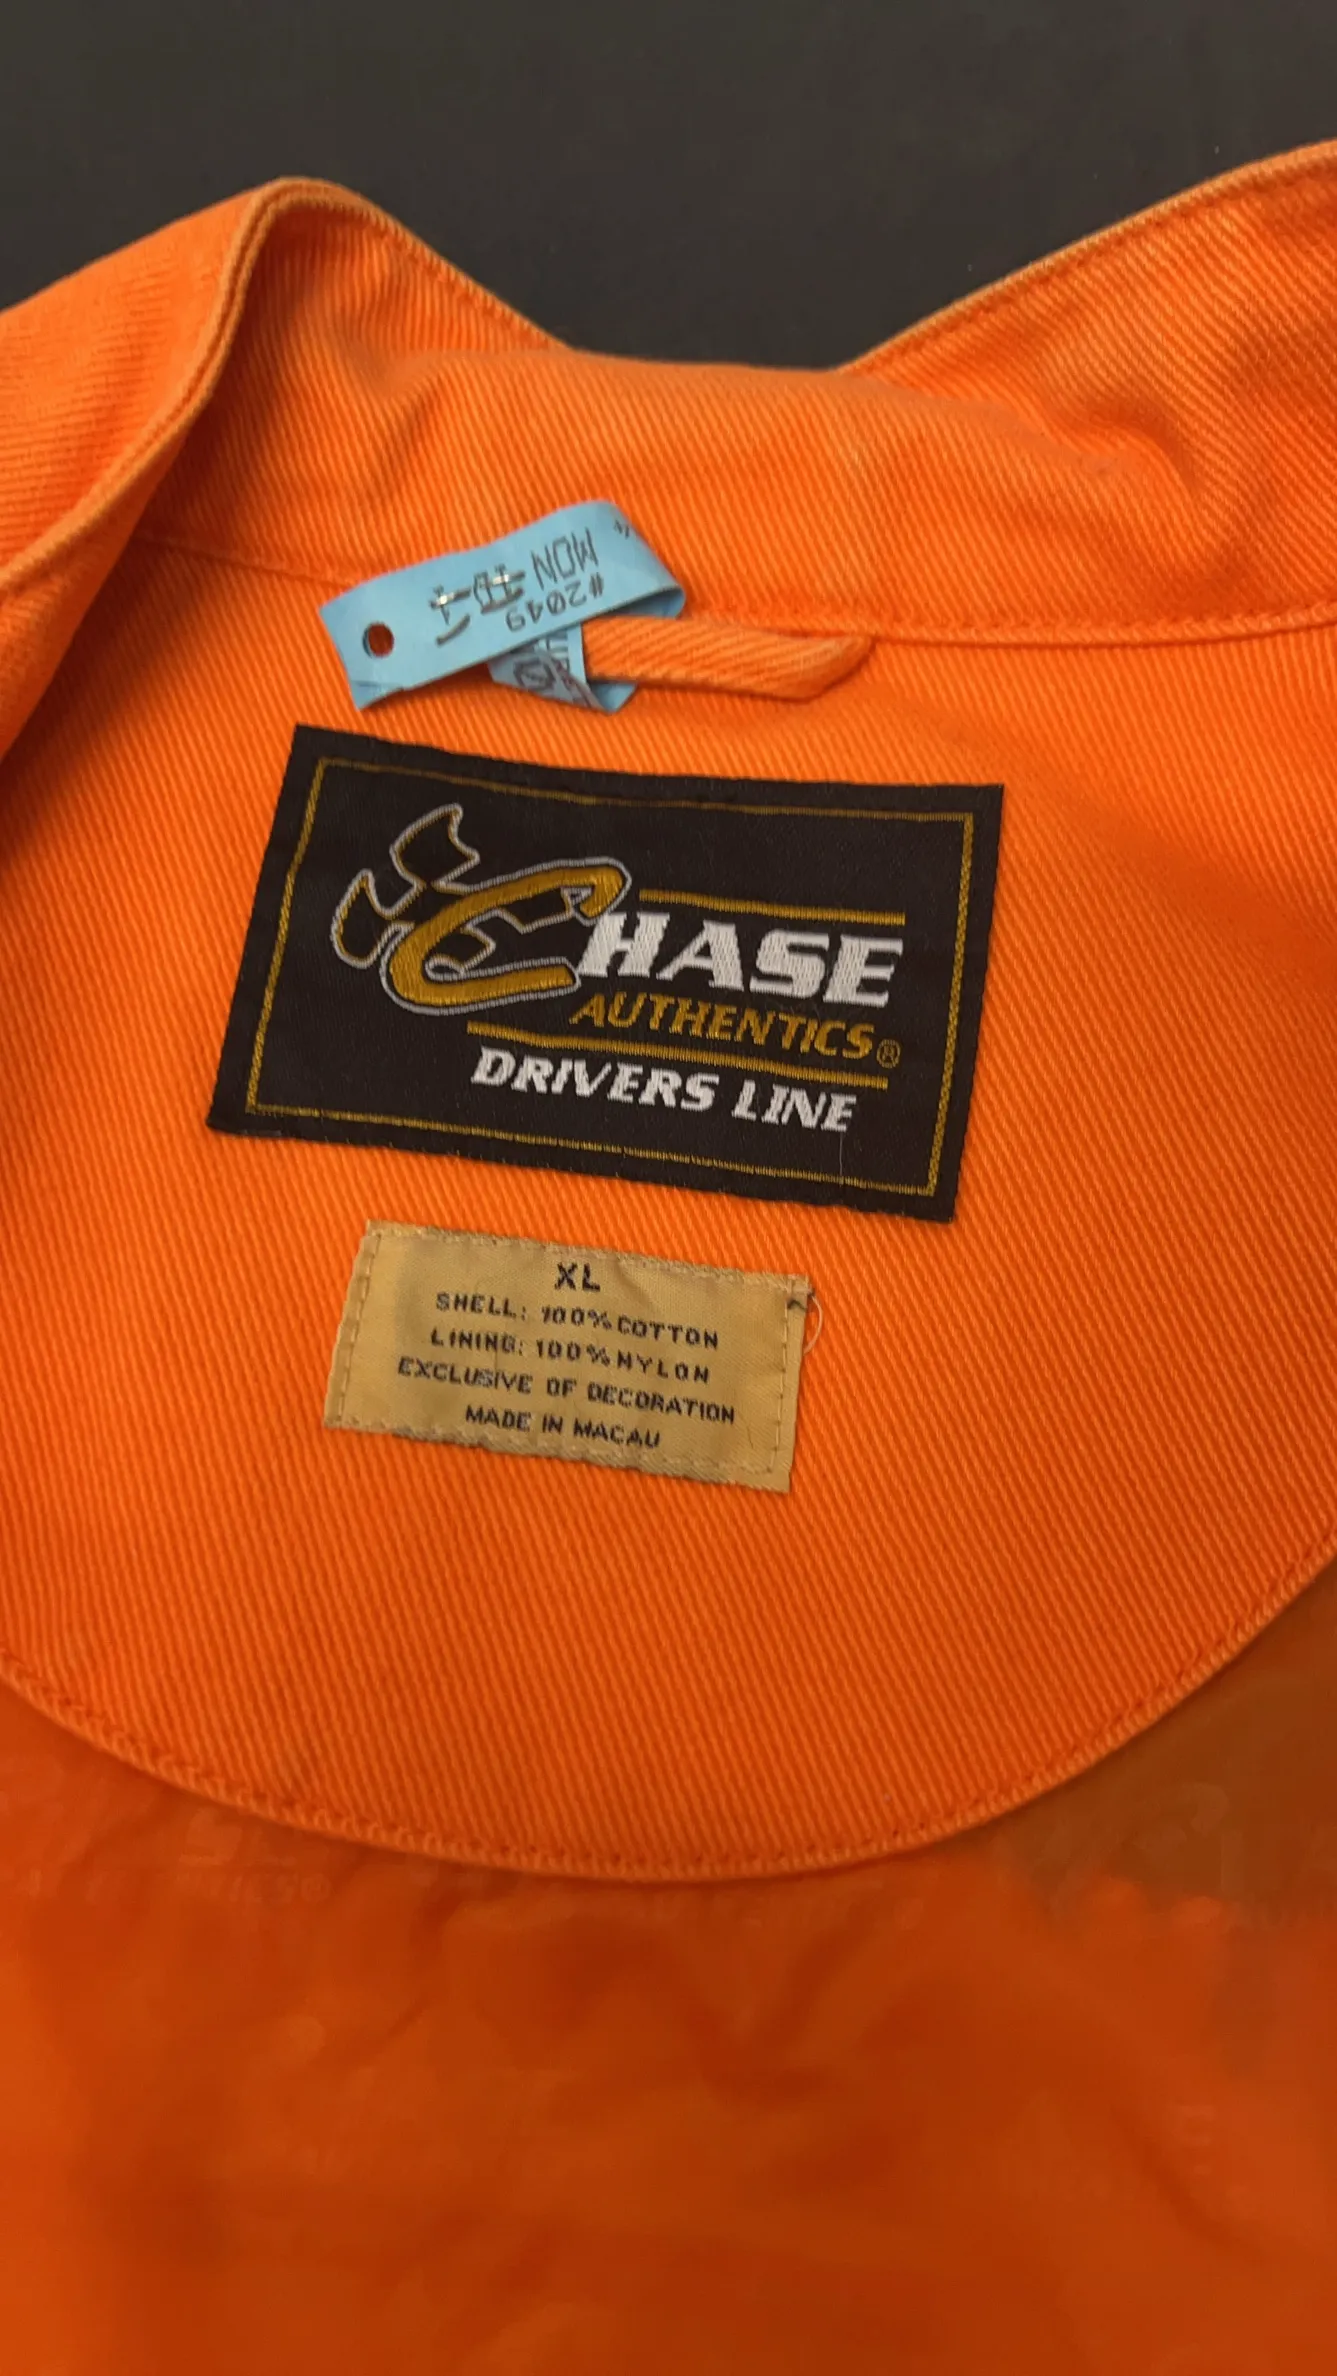 MON
#2049
CHASE
AUTHENTICS®
DRIVERS LINE
XL
SHELL: 100% COTTON
LINING: 100% NYLON
EXCLUSIVE OF DECORATION
MADE IN MACAU